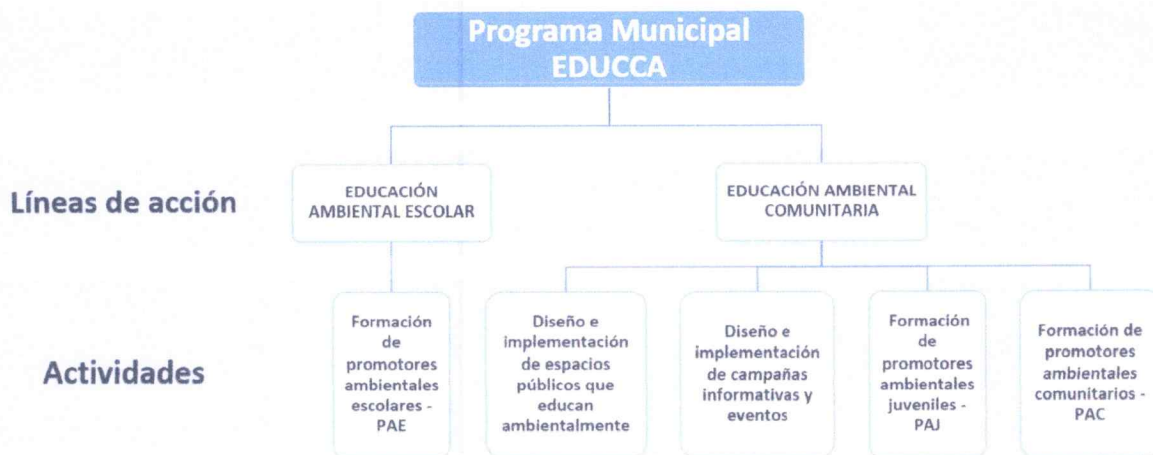 Programa Municipal
EDUCCA
Líneas de acción
EDUCACIÓN
AMBIENTAL ESCOLAR
EDUCACIÓN AMBIENTAL
COMUNITARIA
Actividades
Formación
de
promotores
ambientales
escolares -
PAE
Diseño e
implementación
de espacios
públicos que
educan
ambientalmente
Diseño e
implementación
de campañas
informativas y
eventos
Formación
de
promotores
ambientales
juveniles -
PAJ
Formación de
promotores
ambientales
comunitarios -
PAC